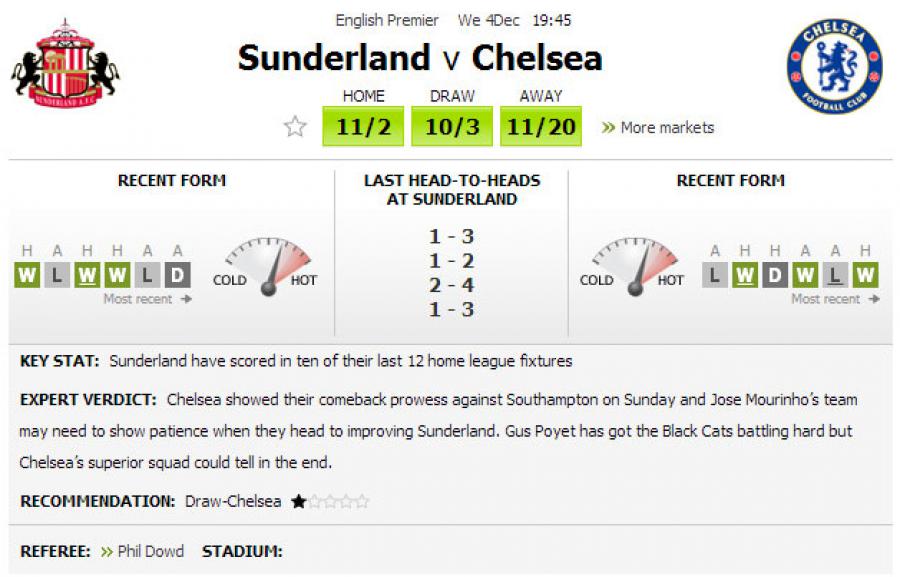 English Premier We 4Dec 19:45
Sunderland v Chelsea
HOME DRAW AWAY
11/2 10/3 11/20 » More markets
SUNDERLAND A.F.C
CHELSEA
FOOTBALL CLUB
RECENT FORM
H A H H A A
W L W W L D
Most recent →
COLD HOT
LAST HEAD-TO-HEADS
AT SUNDERLAND
1 - 3
1 - 2
2 - 4
1 - 3
RECENT FORM
COLD HOT
A H H A A H
L W D W L W
Most recent →
KEY STAT: Sunderland have scored in ten of their last 12 home league fixtures
EXPERT VERDICT: Chelsea showed their comeback prowess against Southampton on Sunday and Jose Mourinho’s team
may need to show patience when they head to improving Sunderland. Gus Poyet has got the Black Cats battling hard but
Chelsea’s superior squad could tell in the end.
RECOMMENDATION: Draw-Chelsea ★☆☆☆☆
REFEREE: » Phil Dowd STADIUM: